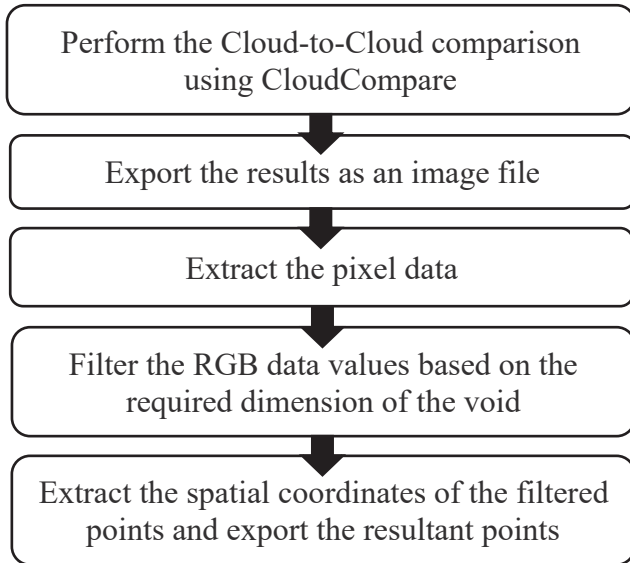 Perform the Cloud-to-Cloud comparison
using CloudCompare
Export the results as an image file
Extract the pixel data
Filter the RGB data values based on the
required dimension of the void
Extract the spatial coordinates of the filtered
points and export the resultant points